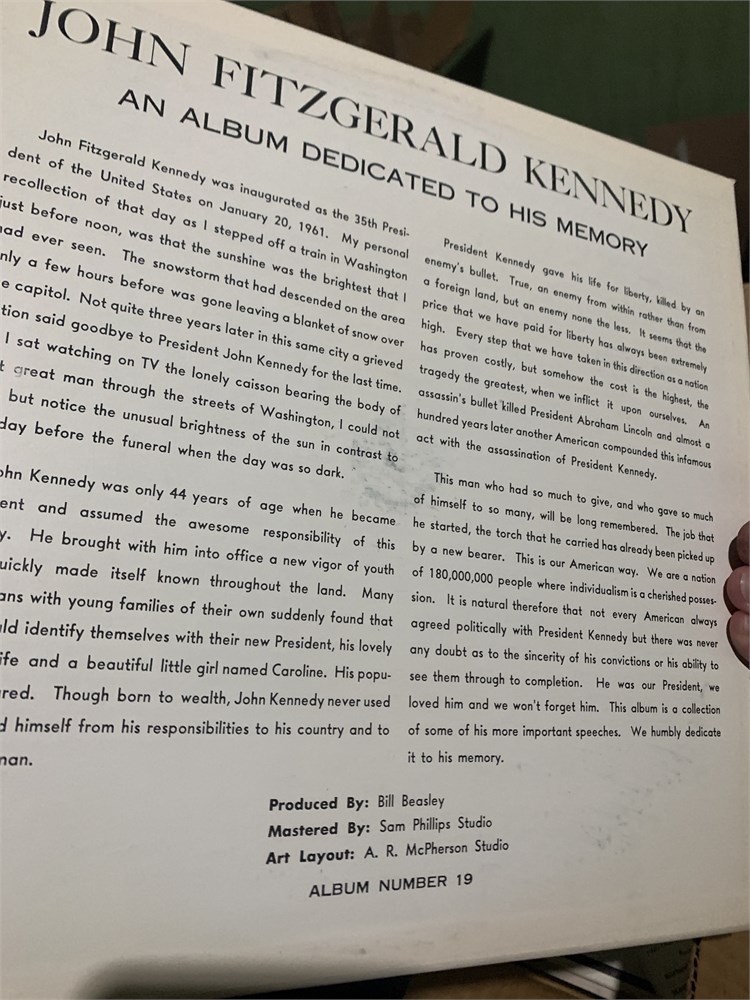 JOHN FITZGERALD KENNEDY
AN ALBUM DEDICATED TO HIS MEMORY
John Fitzgerald Kennedy was inaugurated as the 35th Presi-
dent of the United States on January 20, 1961. My personal
recollection of that day as I stepped off a train in Washington
just before noon, was that the sunshine was the brightest that I
had ever seen. The snowstorm that had descended on the area
only a few hours before was gone leaving a blanket of snow over
e capitol. Not quite three years later in this same city a grieved
tion said goodbye to President John Kennedy for the last time.
I sat watching on TV the lonely caisson bearing the body of
t great man through the streets of Washington, I could not
but notice the unusual brightness of the sun in contrast to
day before the funeral when the day was so dark.
ohn Kennedy was only 44 years of age when he became
ent and assumed the awesome responsibility of this
y. He brought with him into office a new vigor of youth
uickly made itself known throughout the land. Many
ans with young families of their own suddenly found that
uld identify themselves with their new President, his lovely
ife and a beautiful little girl named Caroline. His popu-
red. Though born to wealth, John Kennedy never used
d himself from his responsibilities to his country and to
man.
President Kennedy gave his life for liberty, killed by an
enemy's bullet. True, an enemy from within rather than from
a foreign land, but an enemy none the less. It seems that the
price that we have paid for liberty has always been extremely
high. Every step that we have taken in this direction as a nation
has proven costly, but somehow the cost is the highest, the
tragedy the greatest, when we inflict it upon ourselves. An
assassin's bullet killed President Abraham Lincoln and almost a
hundred years later another American compounded this infamous
act with the assassination of President Kennedy.
This man who had so much to give, and who gave so much
of himself to so many, will be long remembered. The job that
he started, the torch that he carried has already been picked up
by a new bearer. This is our American way. We are a nation
of 180,000,000 people where individualism is a cherished posses-
sion. It is natural therefore that not every American always
agreed politically with President Kennedy but there was never
any doubt as to the sincerity of his convictions or his ability to
see them through to completion. He was our President, we
loved him and we won't forget him. This album is a collection
of some of his more important speeches. We humbly dedicate
it to his memory.
Produced By: Bill Beasley
Mastered By: Sam Phillips Studio
Art Layout: A. R. McPherson Studio
ALBUM NUMBER 19